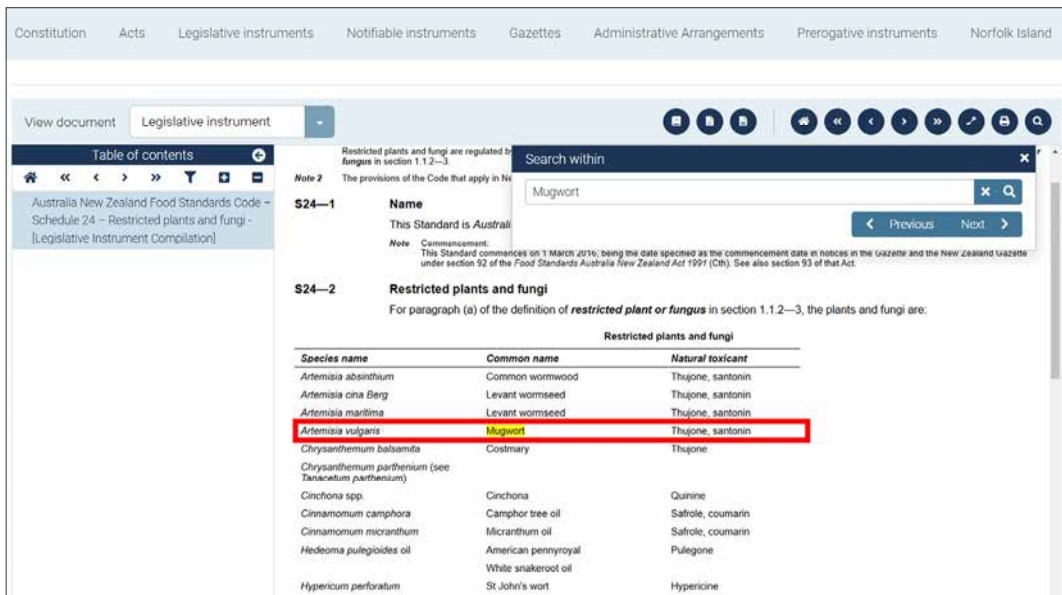 Constitution Acts Legislative instruments Notifiable instruments Gazettes Administrative Arrangements Prerogative instruments Norfolk Island
View document Legislative instrument
Table of contents
Australia New Zealand Food Standards Code –
Schedule 24 – Restricted plants and fungi -
[Legislative Instrument Compilation]
Restricted plants and fungi are regulated by
fungus in section 1.1.2—3.
Note 2 The provisions of the Code that apply in Ne
Search within
Mugwort
Previous Next
S24—1 Name
This Standard is Australi
Note Commencement:
This Standard commences on 1 March 2016, being the date specified as the commencement date in notices in the Gazette and the New Zealand Gazette
under section 92 of the Food Standards Australia New Zealand Act 1991 (Cth). See also section 93 of that Act.
S24—2 Restricted plants and fungi
For paragraph (a) of the definition of restricted plant or fungus in section 1.1.2—3, the plants and fungi are:
Restricted plants and fungi
Species name Common name Natural toxicant
Artemisia absinthium Common wormwood Thujone, santonin
Artemisia cina Berg Levant wormseed Thujone, santonin
Artemisia maritima Levant wormseed Thujone, santonin
Artemisia vulgaris Mugwort Thujone, santonin
Chrysanthemum balsamita Costmary Thujone
Chrysanthemum parthenium (see
Tanacetum parthenium)
Cinchona spp. Cinchona Quinine
Cinnamomum camphora Camphor tree oil Safrole, coumarin
Cinnamomum micranthum Micranthum oil Safrole, coumarin
Hedeoma pulegioides oil American pennyroyal Pulegone
White snakeroot oil
Hypericum perforatum St John's wort Hypericine